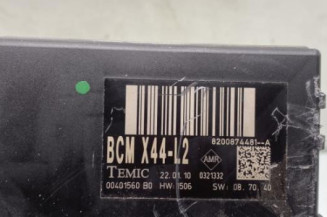 8200874481--A
BCM X44-L2
AMR
TEMIC 22.01.10 0321332
00401560 B0 HW:1506 SW: 08.70.40